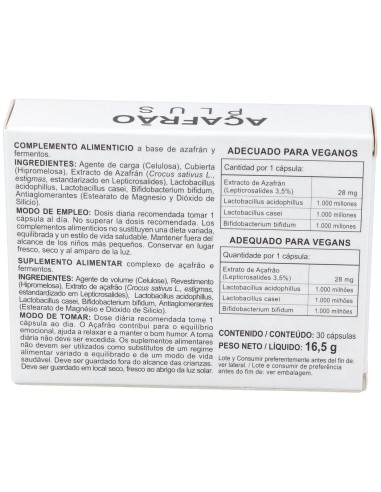 AÇAFRAO
PLUS
COMPLEMENTO ALIMENTICIO a base de azafrán y
fermentos.
INGREDIENTES: Agente de carga (Celulosa), Cubierta
(Hipromelosa), Extracto de Azafrán (Crocus sativus L.,
estigmas, estandarizado en Lepticrosalides), Lactobacillus
acidophillus, Lactobacillus casei, Bifidobacterium bifidum,
Antiaglomerantes (Estearato de Magnesio y Dióxido de
Silicio).
MODO DE EMPLEO: Dosis diaria recomendada tomar 1
cápsula al día. No superar la dosis recomendada. Los
complementos alimenticios no sustituyen una dieta variada,
equilibrada y un estilo de vida saludable. Mantener fuera del
alcance de los niños más pequeños. Conservar en lugar
fresco, seco y al amparo de la luz.
SUPLEMENTO ALIMENTAR complexo de açafrão e
fermentos.
INGREDIENTES: Agente de volume (Celulose), Revestimento
(Hipromelose), Extrato de açafrão (Crocus sativus L., estigmas,
estandarizado em Lepticrosalides), Lactobacillus acidophillus,
Lactobacillus casei, Bifidobacterium bifidum, Antiaglomerantes
(Estearato de Magnésio e Dióxido de Silício).
MODO DE TOMAR: Dose diária recomendada tomar 1
cápsula ao dia. O Açafrão contribui para o equilíbrio
emocional, ajuda a relaxar e a manter o bom humor. A toma
diária não deve ser excedida. Os suplementos alimentares
não devem ser utilizados como substitutos de um regime
alimentar variado e equilibrado e de um modo de vida
saudável. Deve ser guardado fora do alcance das crianças.
Deve ser guardado em local seco, fresco ao abrigo da luz solar.
ADECUADO PARA VEGANOS
Cantidad por 1 cápsula:
Extracto de Azafrán
(Lepticrosalides 3,5%) 28 mg
Lactobacillus acidophillus 1.000 millones
Lactobacillus casei 1.000 millones
Bifidobacterium bifidum 1.000 millones
ADEQUADO PARA VEGANS
Quantidade por 1 cápsula:
Extrato de Açafrão
(Lepticrosalides 3,5%) 28 mg
Lactobacillus acidophillus 1.000 milhões
Lactobacillus casei 1.000 milhões
Bifidobacterium bifidum 1.000 milhões
CONTENIDO / CONTEÚDO: 30 cápsulas
PESO NETO / LÍQUIDO: 16,5 g
Lote y Consumir preferentemente antes del fin de:
ver lateral. / Lote e Consumir de preferência
antes do fim de: ver embalagem.